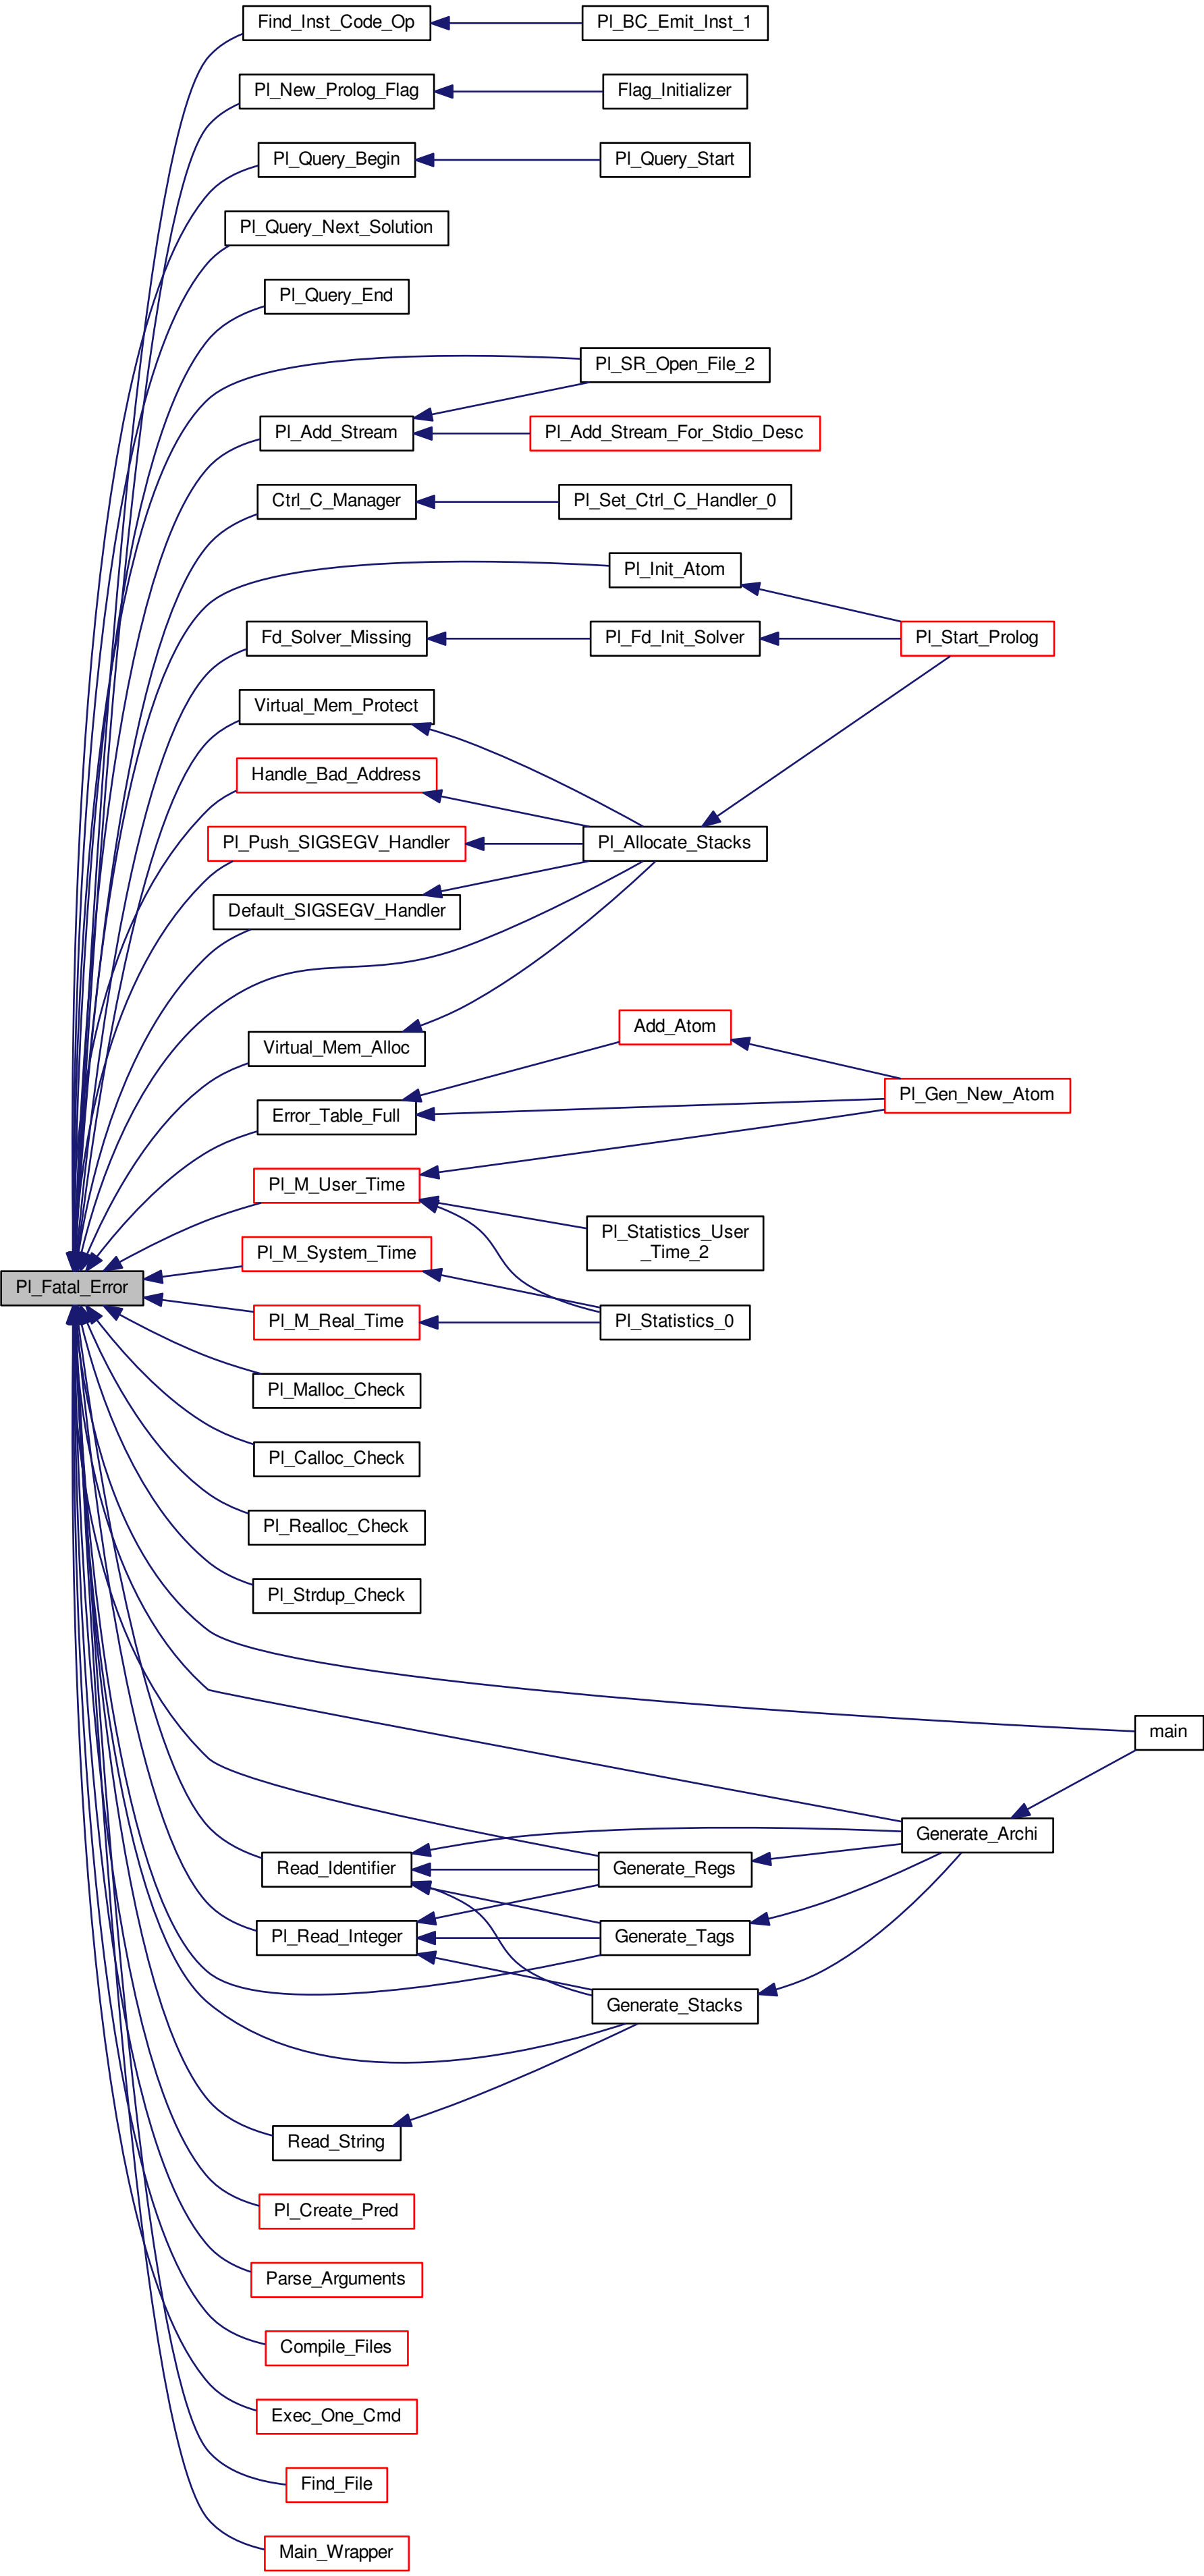 Find_Inst_Code_Op
Pl_BC_Emit_Inst_1
Pl_New_Prolog_Flag
Flag_Initializer
Pl_Query_Begin
Pl_Query_Start
Pl_Query_Next_Solution
Pl_Query_End
Pl_SR_Open_File_2
Pl_Add_Stream
Pl_Add_Stream_For_Stdio_Desc
Ctrl_C_Manager
Pl_Set_Ctrl_C_Handler_0
Pl_Init_Atom
Fd_Solver_Missing
Pl_Fd_Init_Solver
Pl_Start_Prolog
Virtual_Mem_Protect
Handle_Bad_Address
Pl_Push_SIGSEGV_Handler
Pl_Allocate_Stacks
Default_SIGSEGV_Handler
Add_Atom
Virtual_Mem_Alloc
Pl_Gen_New_Atom
Error_Table_Full
Pl_M_User_Time
Pl_Statistics_User
_Time_2
Pl_M_System_Time
Pl_Fatal_Error
Pl_M_Real_Time
Pl_Statistics_0
Pl_Malloc_Check
Pl_Calloc_Check
Pl_Realloc_Check
Pl_Strdup_Check
main
Generate_Archi
Read_Identifier
Generate_Regs
Pl_Read_Integer
Generate_Tags
Generate_Stacks
Read_String
Pl_Create_Pred
Parse_Arguments
Compile_Files
Exec_One_Cmd
Find_File
Main_Wrapper